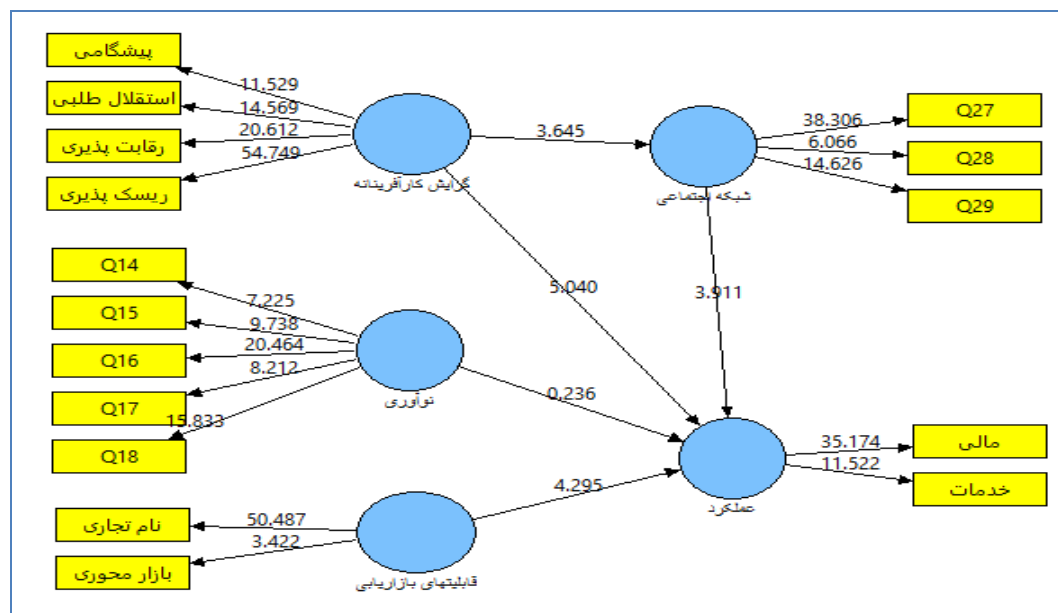 پیشگامی
استقلال طلبی
رقابت پذیری
ریسک پذیری
11.529
14.569
20.612
54.749
گرایش کارآفرینانه
3.645
شبکه اجتماعی
38.306
6.066
14.626
Q27
Q28
Q29
5.040
3.911
Q14
Q15
Q16
Q17
Q18
7.225
9.738
20.464
8.212
15.833
نوآوری
0.236
عملکرد
35.174
11.522
مالی
خدمات
4.295
نام تجاری
بازار محوری
50.487
3.422
قابلیتهای بازاریابی